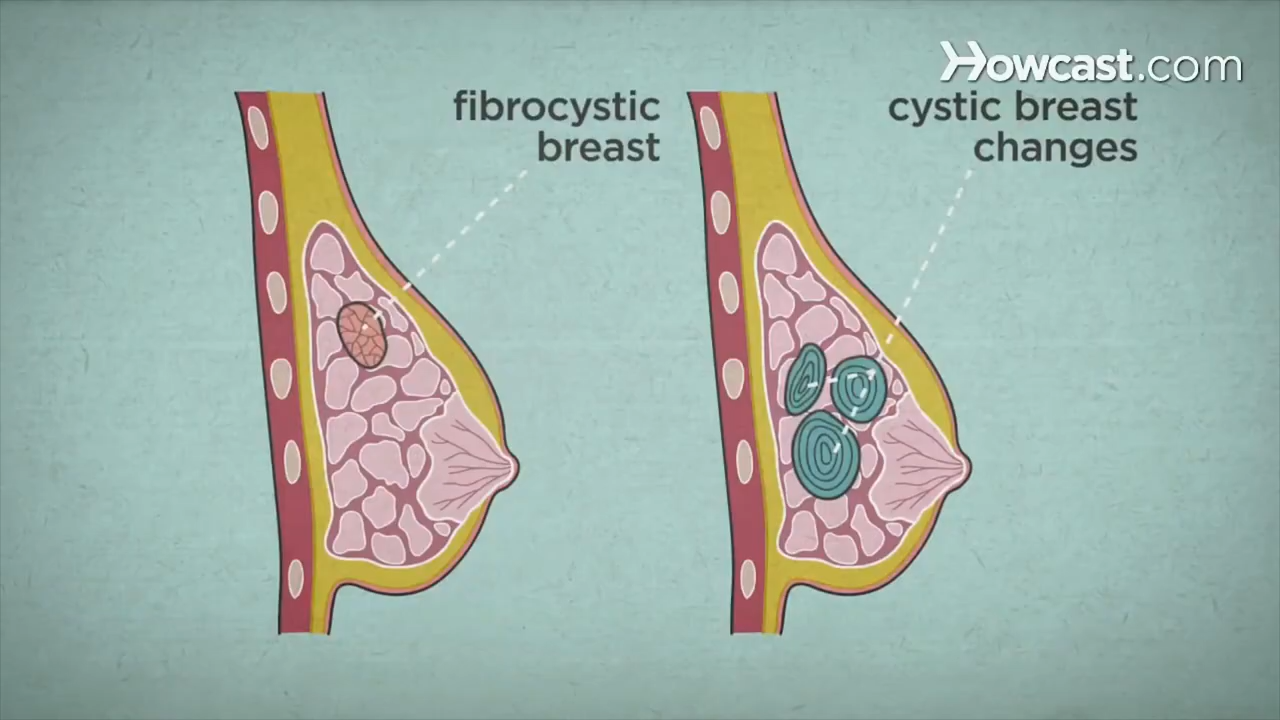 Howcast.com
fibrocystic
breast
cystic breast
changes